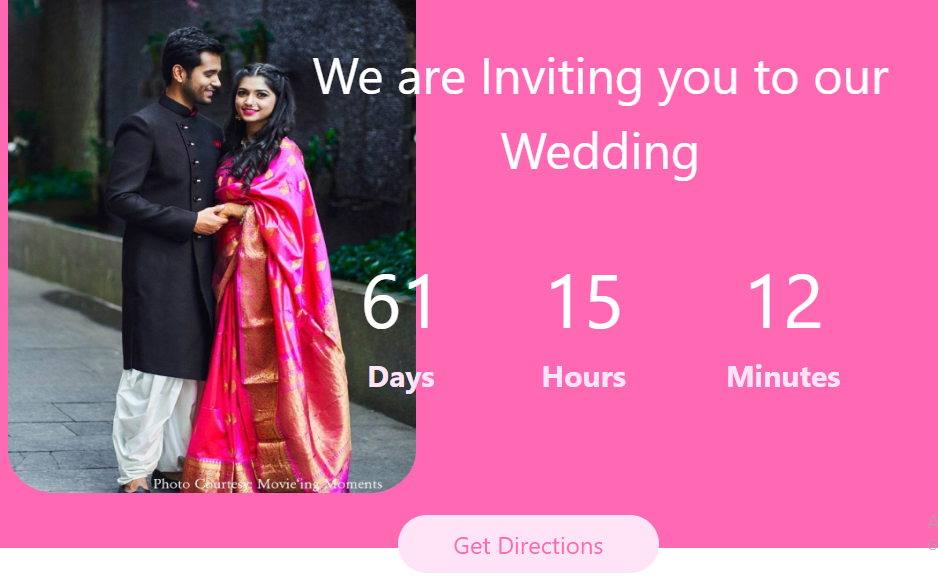 We are Inviting you to our
Wedding
61 15 12
Days Hours Minutes
Photo Courtesy: Movie'ing Moments
Get Directions